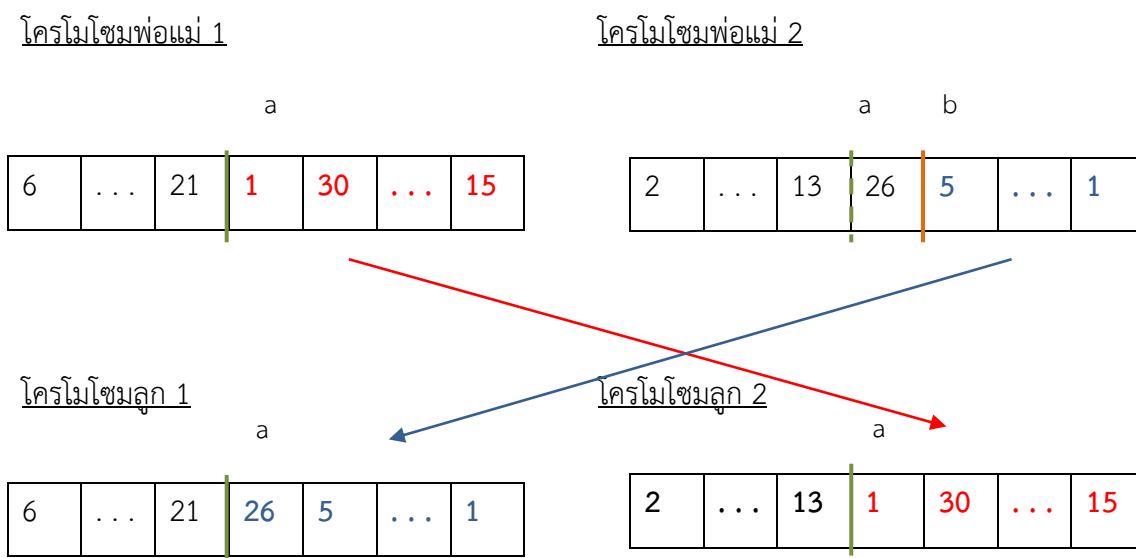 โครโมโซมพ่อแม่ 1
โครโมโซมพ่อแม่ 2
a
a b
6 ... 21 1 30 ... 15
2 ... 13 26 5 ... 1
โครโมโซมลูก 1
โครโมโซมลูก 2
a
a
6 ... 21 26 5 ... 1
2 ... 13 1 30 ... 15